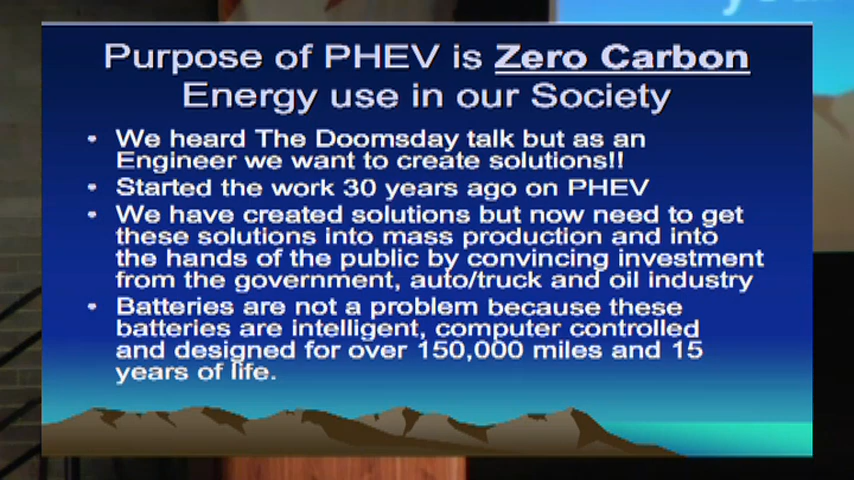 Purpose of PHEV is Zero Carbon
Energy use in our Society
• We heard The Doomsday talk but as an
Engineer we want to create solutions!!
• Started the work 30 years ago on PHEV
• We have created solutions but now need to get
these solutions into mass production and into
the hands of the public by convincing investment
from the government, auto/truck and oil industry
• Batteries are not a problem because these
batteries are intelligent, computer controlled
and designed for over 150,000 miles and 15
years of life.